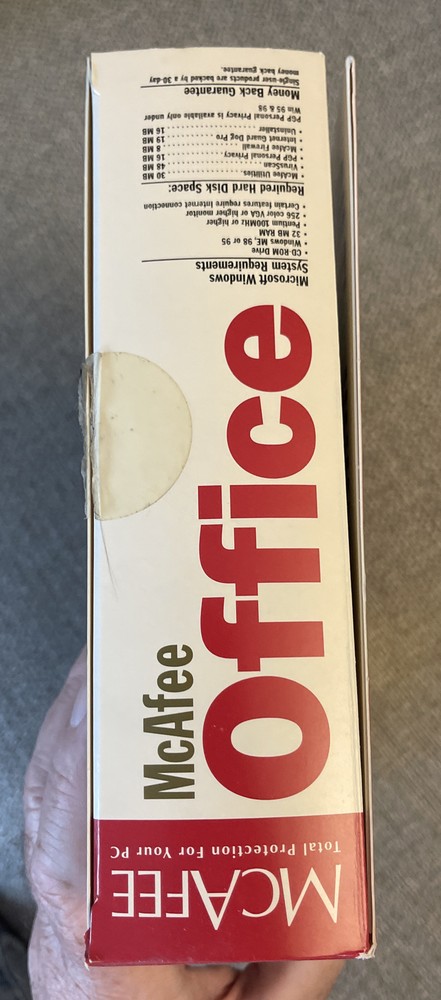 McAFEE
Total Protection For Your PC
McAfee
office
Microsoft Windows
System Requirements
• CD-ROM Drive
• Windows ME, 98 or 95
• 32 MB RAM
• Pentium 100MHz or higher
• 256 color VGA or higher monitor
• Certain features require Internet connection
Required Hard Disk Space:
McAfee Utilities. . . . . . . . . . . . . . . . . 30 MB
VirusScan . . . . . . . . . . . . . . . . . . . . . 48 MB
PGP Personal Privacy . . . . . . . . . . . . 16 MB
McAfee Firewall . . . . . . . . . . . . . . . . . 8 MB
Internet Guard Dog Pro . . . . . . . . . . . 19 MB
Uninstaller . . . . . . . . . . . . . . . . . . . . 16 MB
PGP Personal Privacy is available only under
Win 95 & 98
Money Back Guarantee
Single-user products are backed by a 30-day
money back guarantee.